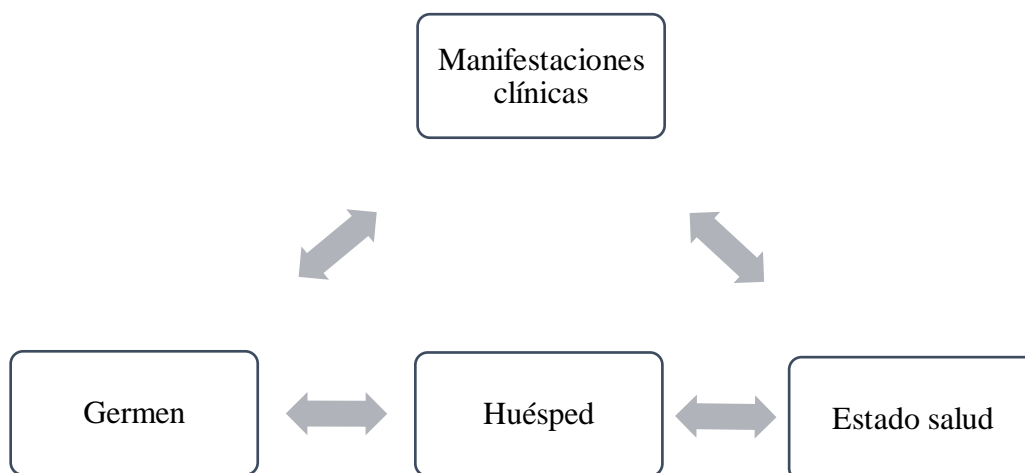 Manifestaciones
clínicas
Germen
Huésped
Estado salud